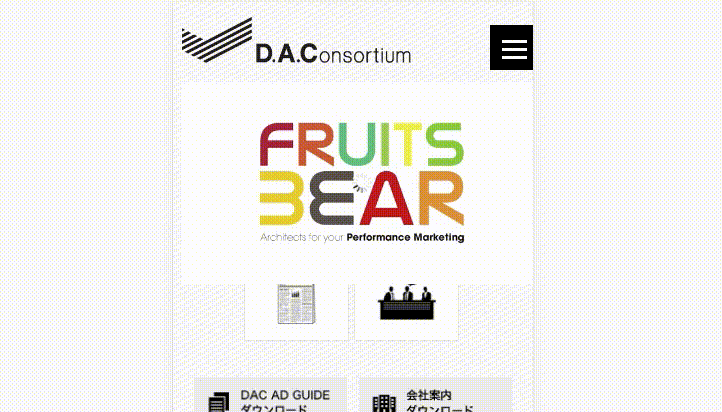 D.A.Consortium
FRUITS
BEAR
Architects for your Performance Marketing
DAC AD GUIDE
ダウンロード
会社案内
ダウンロード